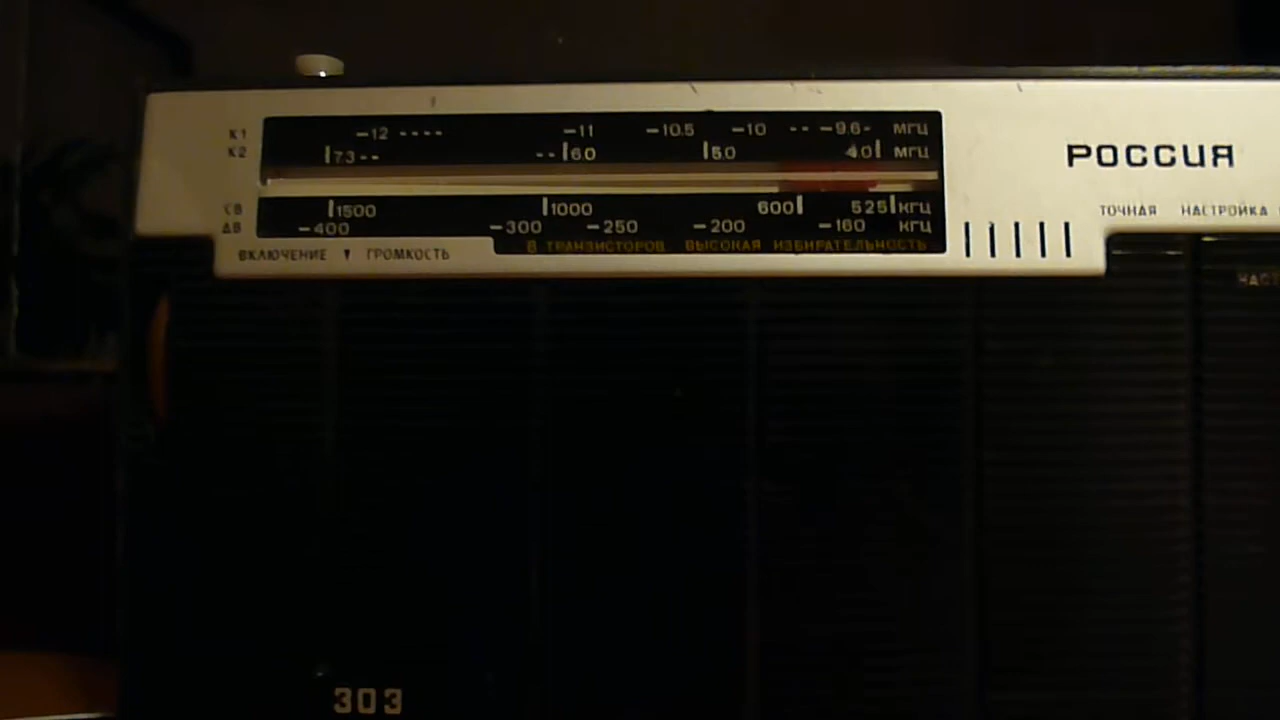 К1 –12 ---- –11 –10.5 –10 -- –9.6- МГЦ
К2 7.3-- --6.0 5.0 4.0 МГЦ
РОССИЯ
СВ 1500 1000 600 525 КГЦ
ДВ –400 –300 –250 –200 –160 КГЦ
ТОЧНАЯ НАСТРОЙКА
8 ТРАНЗИСТОРОВ ВЫСОКАЯ ИЗБИРАТЕЛЬНОСТЬ
ВКЛЮЧЕНИЕ ▼ ГРОМКОСТЬ
303